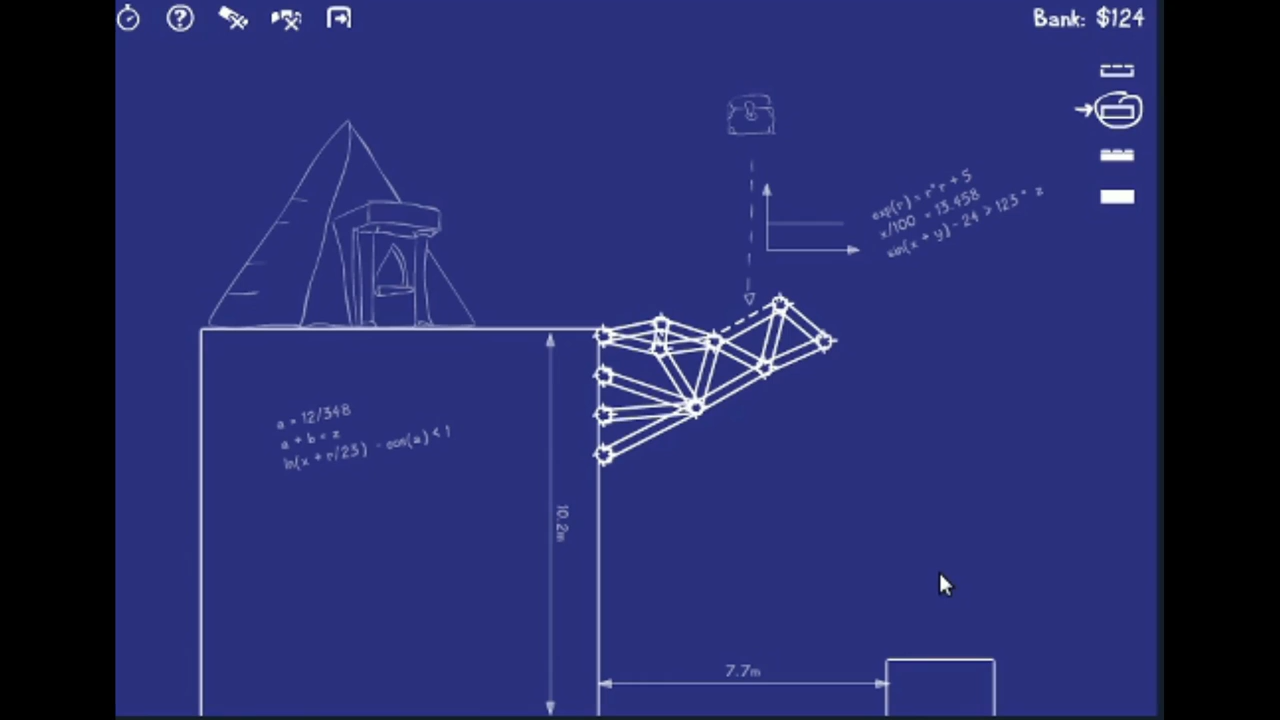 ?
Bank: $124
exp(r) = r*r + 5
x/100 = 13.458
sin(x + y) - 24 > 123 * z
a = 12/348
a + b = z
ln(x + r/23) - cos(a) < 1
10.2m
7.7m